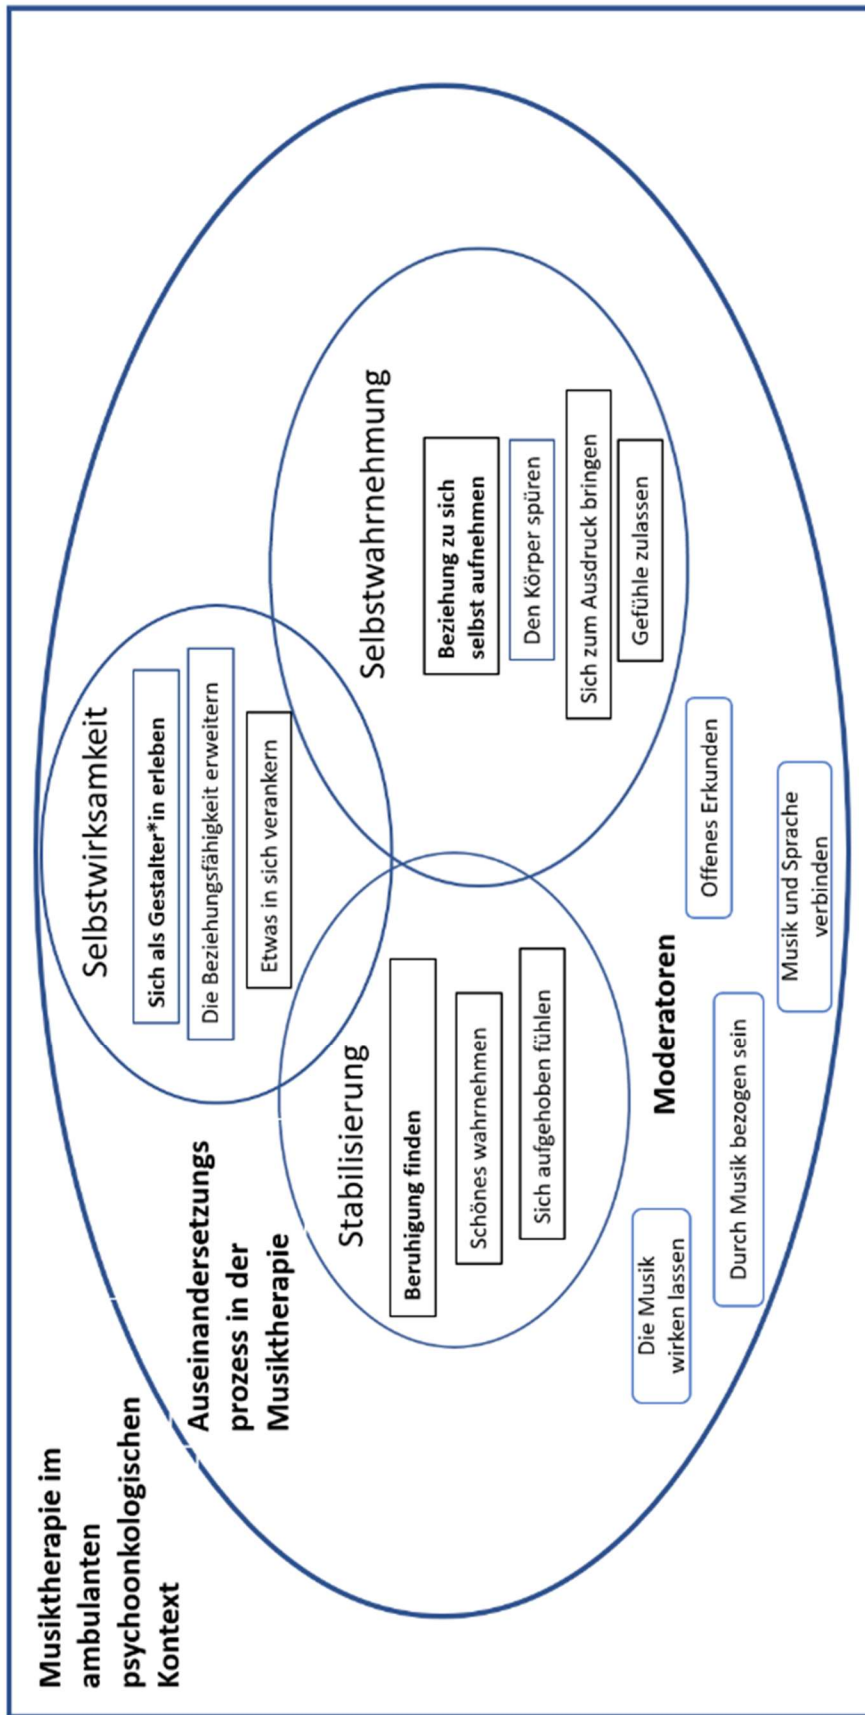 Musiktherapie im
ambulanten
psychoonkologischen
Kontext
Auseinandersetzungs
prozess in der
Musiktherapie
Selbstwirksamkeit
Sich als Gestalter*in erleben
Die Beziehungsfähigkeit erweitern
Etwas in sich verankern
Stabilisierung
Beruhigung finden
Schönes wahrnehmen
Sich aufgehoben fühlen
Selbstwahrnehmung
Beziehung zu sich
selbst aufnehmen
Den Körper spüren
Sich zum Ausdruck bringen
Gefühle zulassen
Moderatoren
Die Musik
wirken lassen
Durch Musik bezogen sein
Offenes Erkunden
Musik und Sprache
verbinden